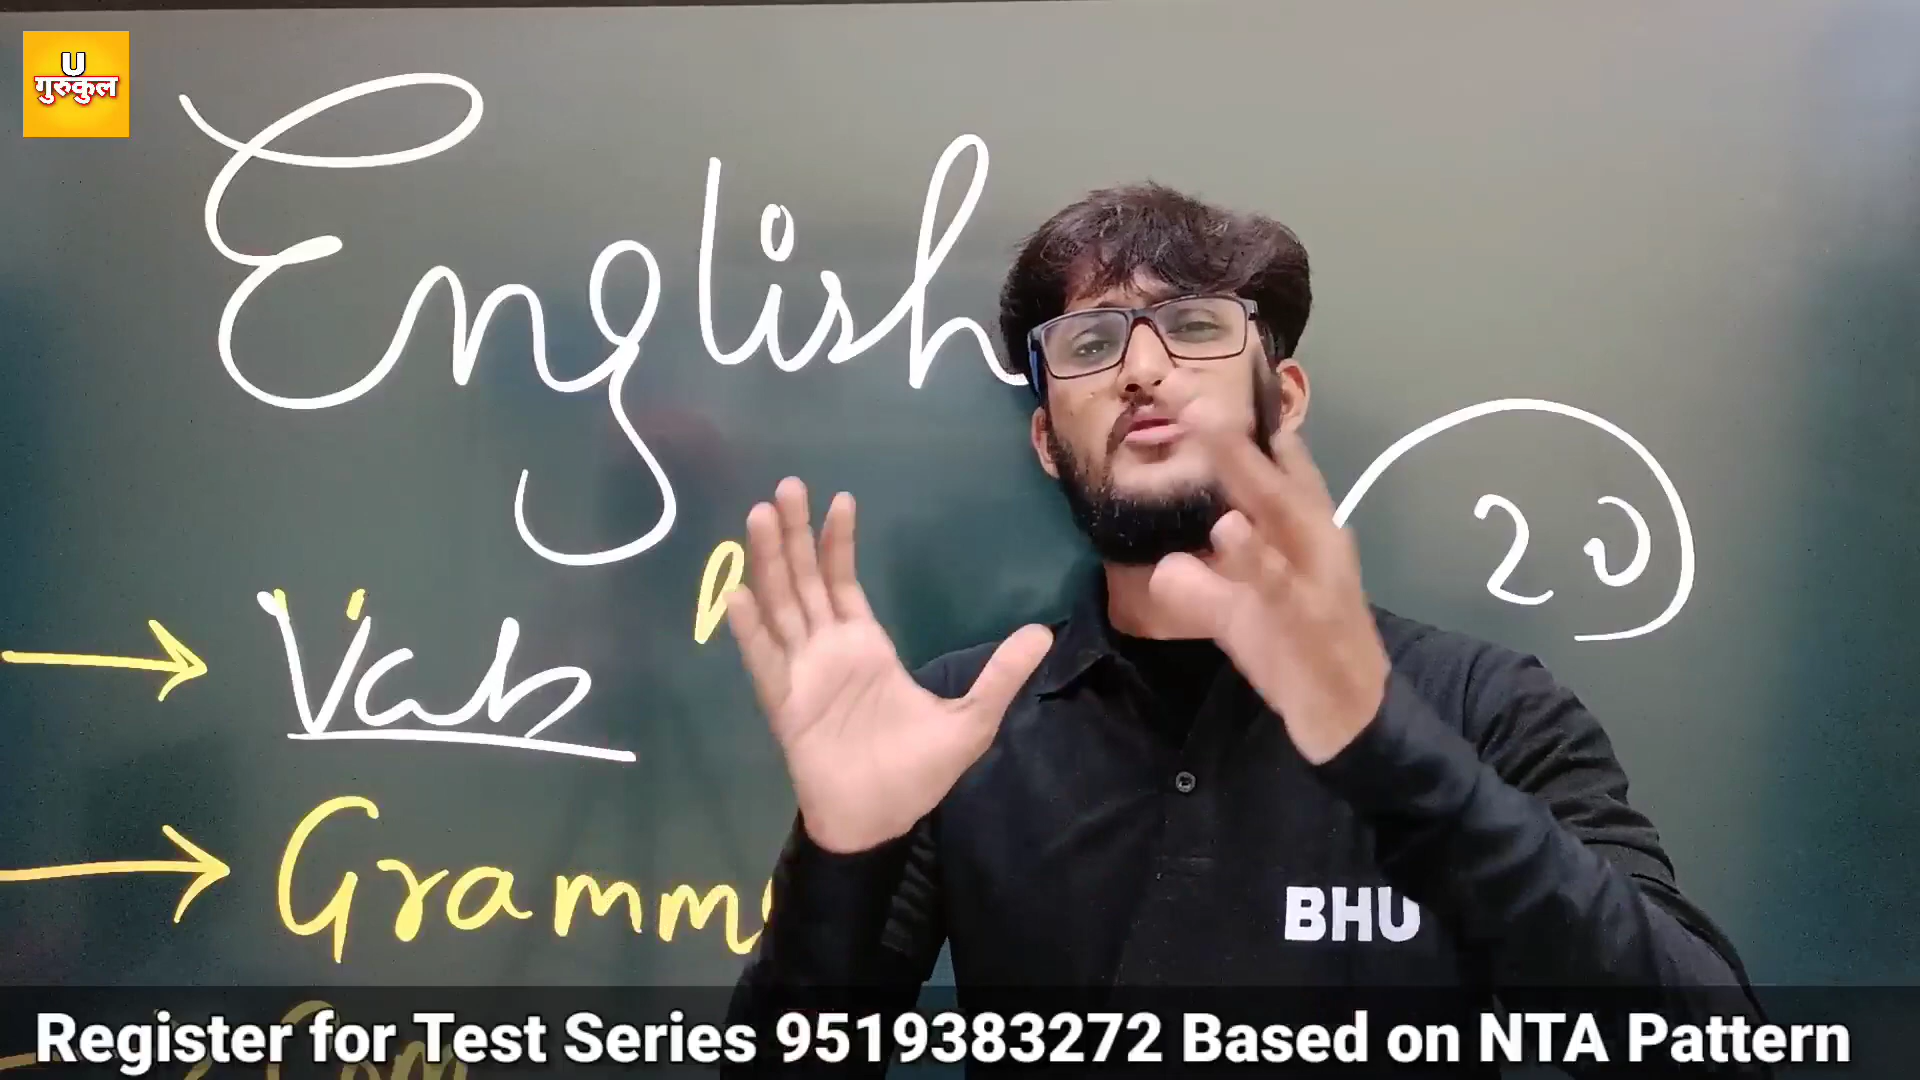 U
गुरुकुल
English
20
Vab
Gramm
BHU
Register for Test Series 9519383272 Based on NTA Pattern